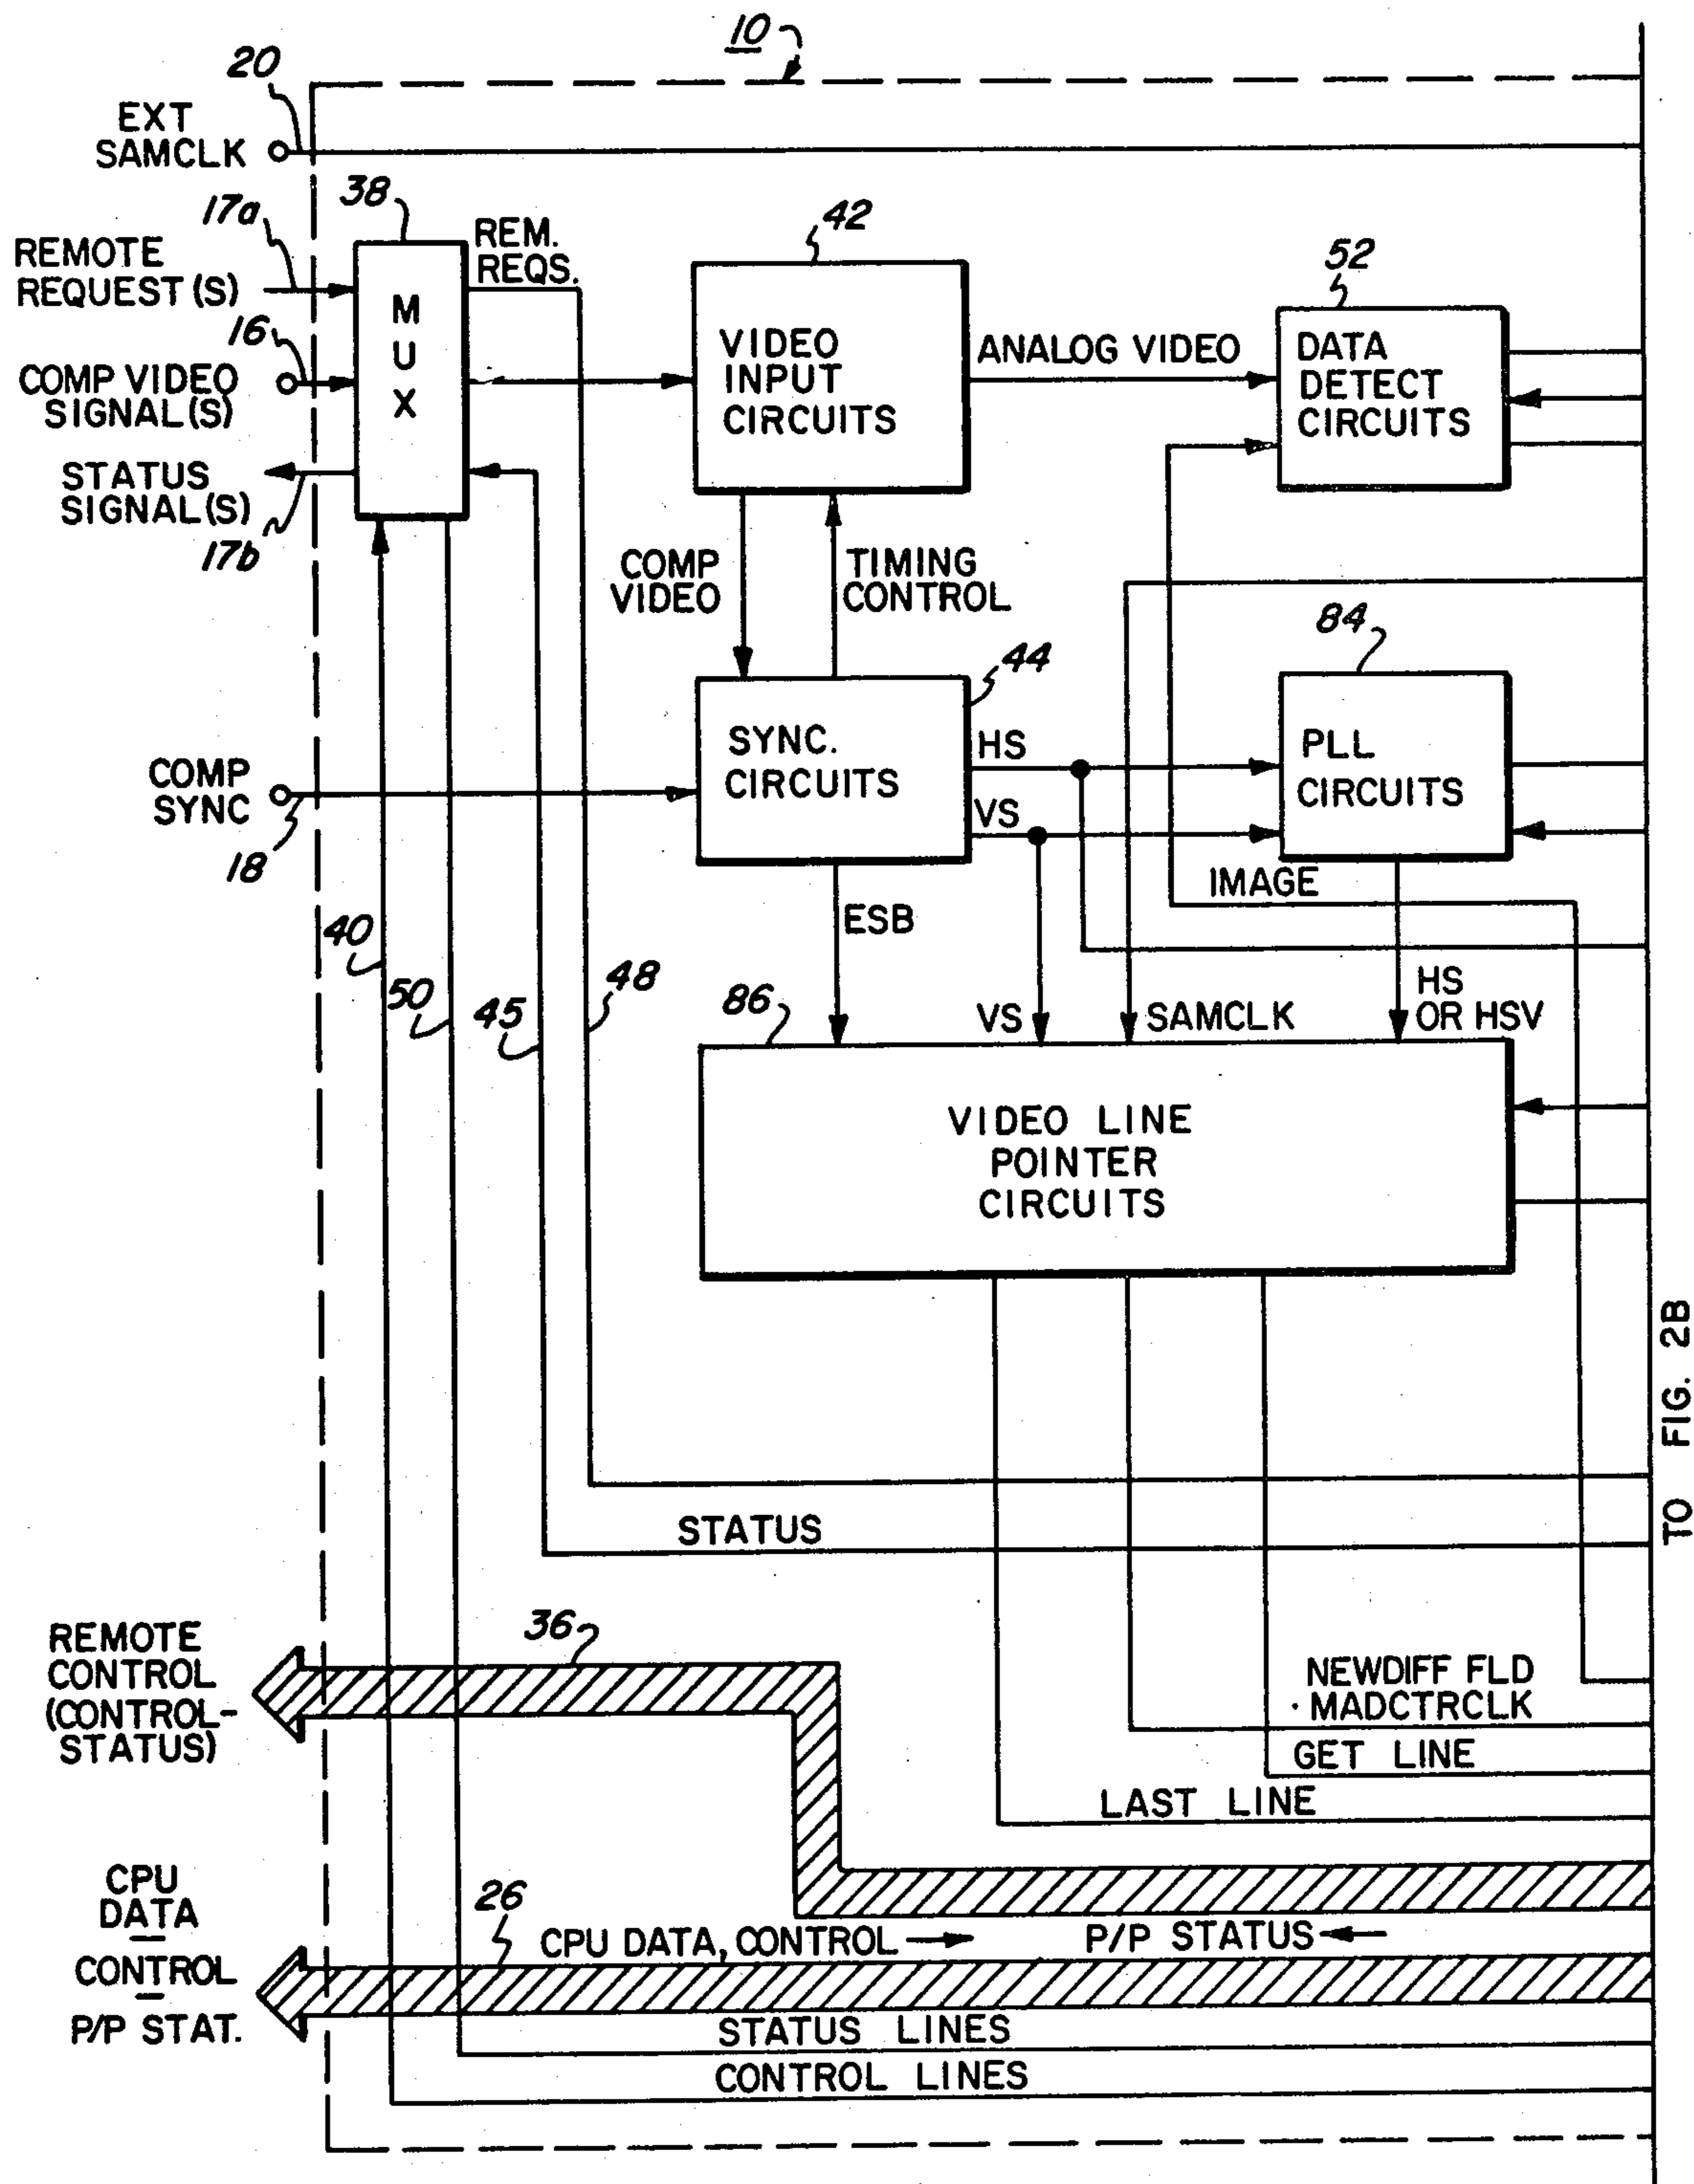 10
20
EXT
SAMCLK
17a
38
REM.
REQS.
42
52
REMOTE
REQUEST(S)
16
COMP VIDEO
SIGNAL(S)
STATUS
SIGNAL(S)
17b
M
U
X
VIDEO
INPUT
CIRCUITS
ANALOG VIDEO
DATA
DETECT
CIRCUITS
COMP
VIDEO
TIMING
CONTROL
44
84
COMP
SYNC
18
SYNC.
CIRCUITS
HS
VS
PLL
CIRCUITS
IMAGE
ESB
40
50
45
48
86
VS
SAMCLK
HS
OR HSV
VIDEO LINE
POINTER
CIRCUITS
TO FIG. 2B
STATUS
36
REMOTE
CONTROL
(CONTROL-
STATUS)
NEWDIFF FLD
MADCTRCLK
GET LINE
LAST LINE
CPU
DATA
—
CONTROL
—
P/P STAT.
26
CPU DATA, CONTROL →
P/P STATUS ←
STATUS LINES
CONTROL LINES